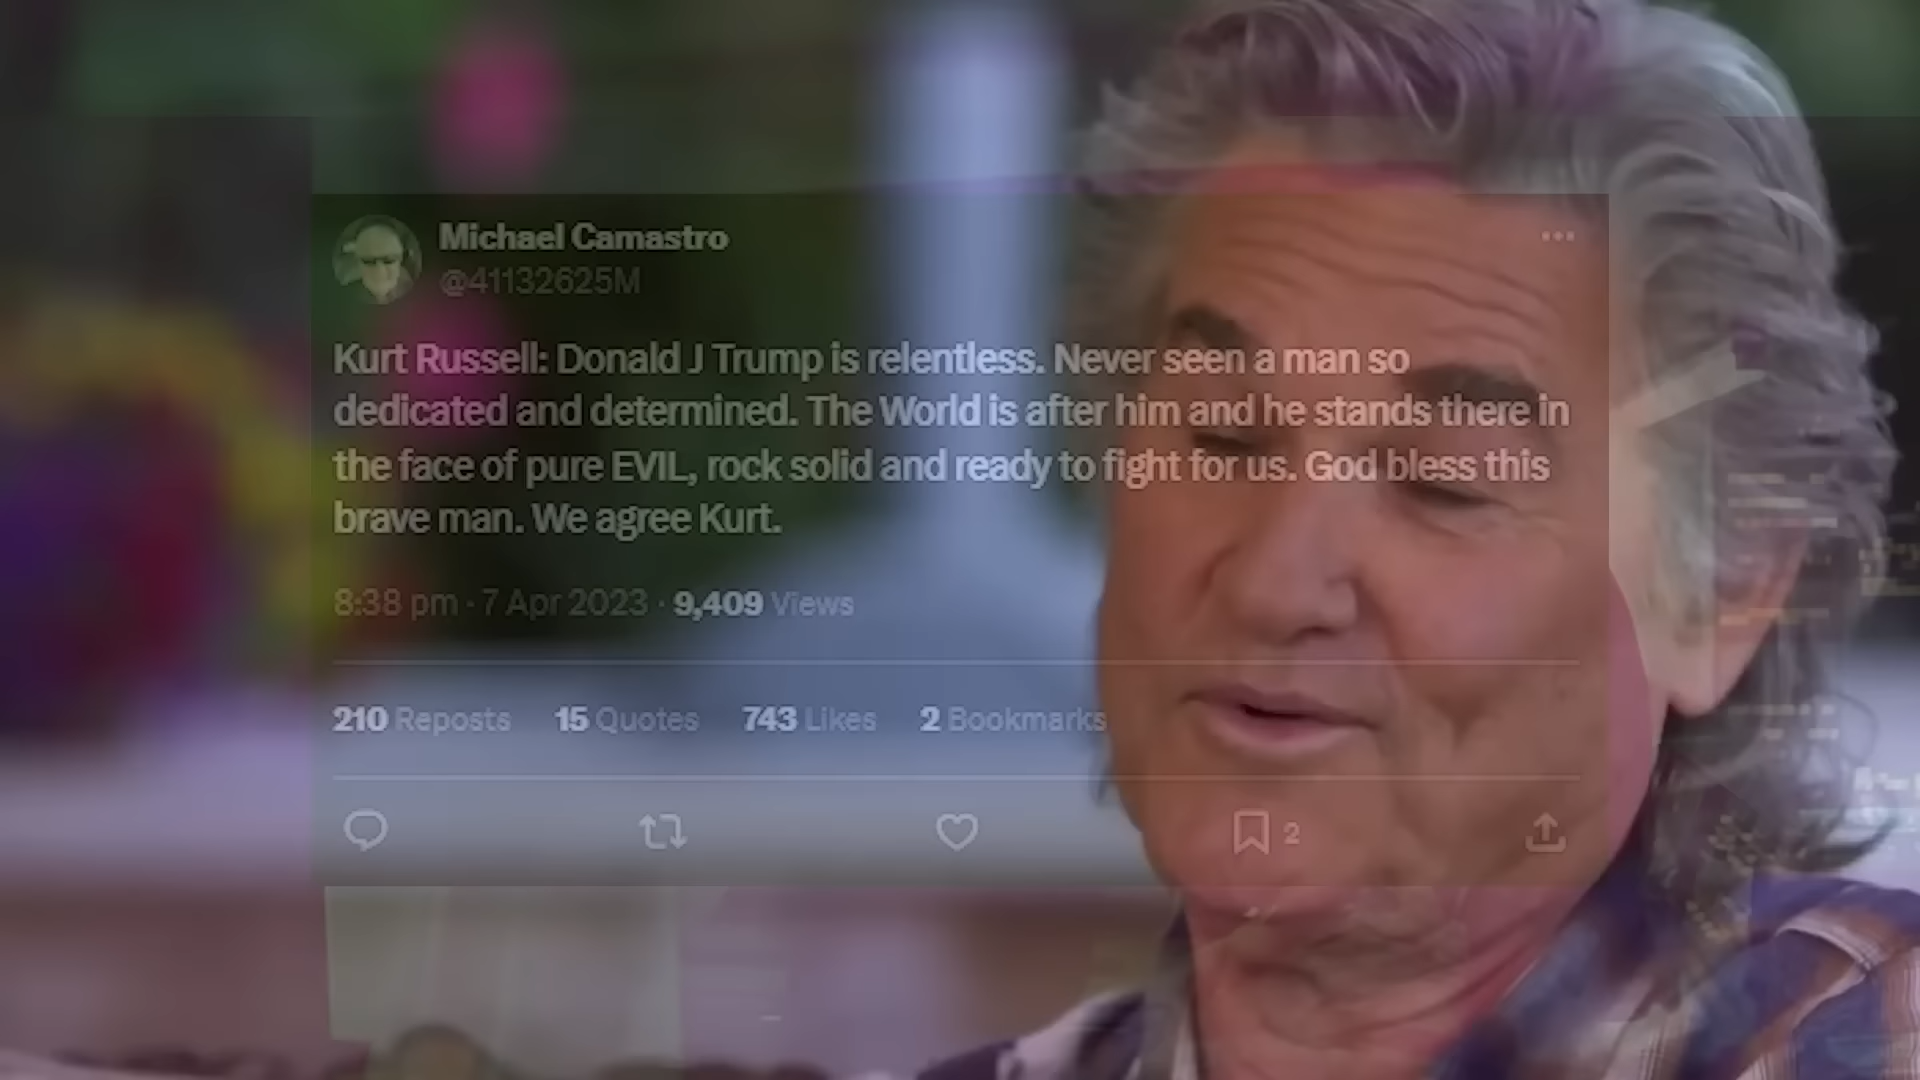 Michael Camastro
@41132625M
Kurt Russell: Donald J Trump is relentless. Never seen a man so
dedicated and determined. The World is after him and he stands there in
the face of pure EVIL, rock solid and ready to fight for us. God bless this
brave man. We agree Kurt.
8:38 pm · 7 Apr 2023 · 9,409 Views
210 Reposts 15 Quotes 743 Likes 2 Bookmarks
2